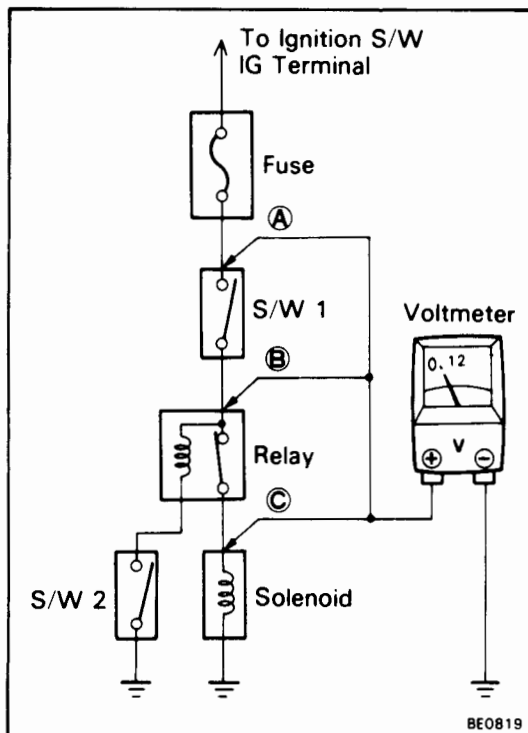 To Ignition S/W
IG Terminal
Fuse
A
S/W 1
Voltmeter
B
0.12
V
Relay
+ −
C
S/W 2
Solenoid
BE0819